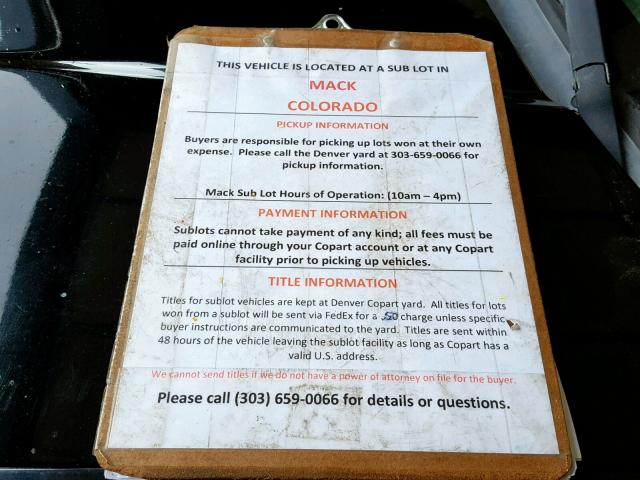 THIS VEHICLE IS LOCATED AT A SUB LOT IN
MACK
COLORADO
PICKUP INFORMATION
Buyers are responsible for picking up lots won at their own
expense. Please call the Denver yard at 303-659-0066 for
pickup information.
Mack Sub Lot Hours of Operation: (10am – 4pm)
PAYMENT INFORMATION
Sublots cannot take payment of any kind; all fees must be
paid online through your Copart account or at any Copart
facility prior to picking up vehicles.
TITLE INFORMATION
Titles for sublot vehicles are kept at Denver Copart yard. All titles for lots
won from a sublot will be sent via FedEx for a charge unless specific
buyer instructions are communicated to the yard. Titles are sent within
48 hours of the vehicle leaving the sublot facility as long as Copart has a
valid U.S. address.
We cannot send titles if we do not have a power of attorney on file for the buyer.
Please call (303) 659-0066 for details or questions.